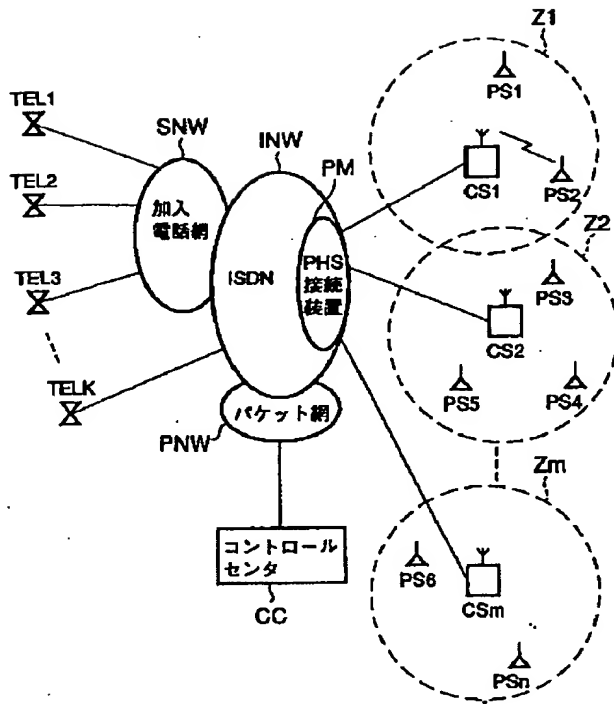 Z1
PS1
TEL1
SNW
INW
PM
CS1
PS2
TEL2
加入
電話網
ISDN
PHS
接続
装置
Z2
PS3
TEL3
CS2
PS5
PS4
TELK
パケット網
PNW
Zm
コントロール
センタ
CC
PS6
CSm
PSn